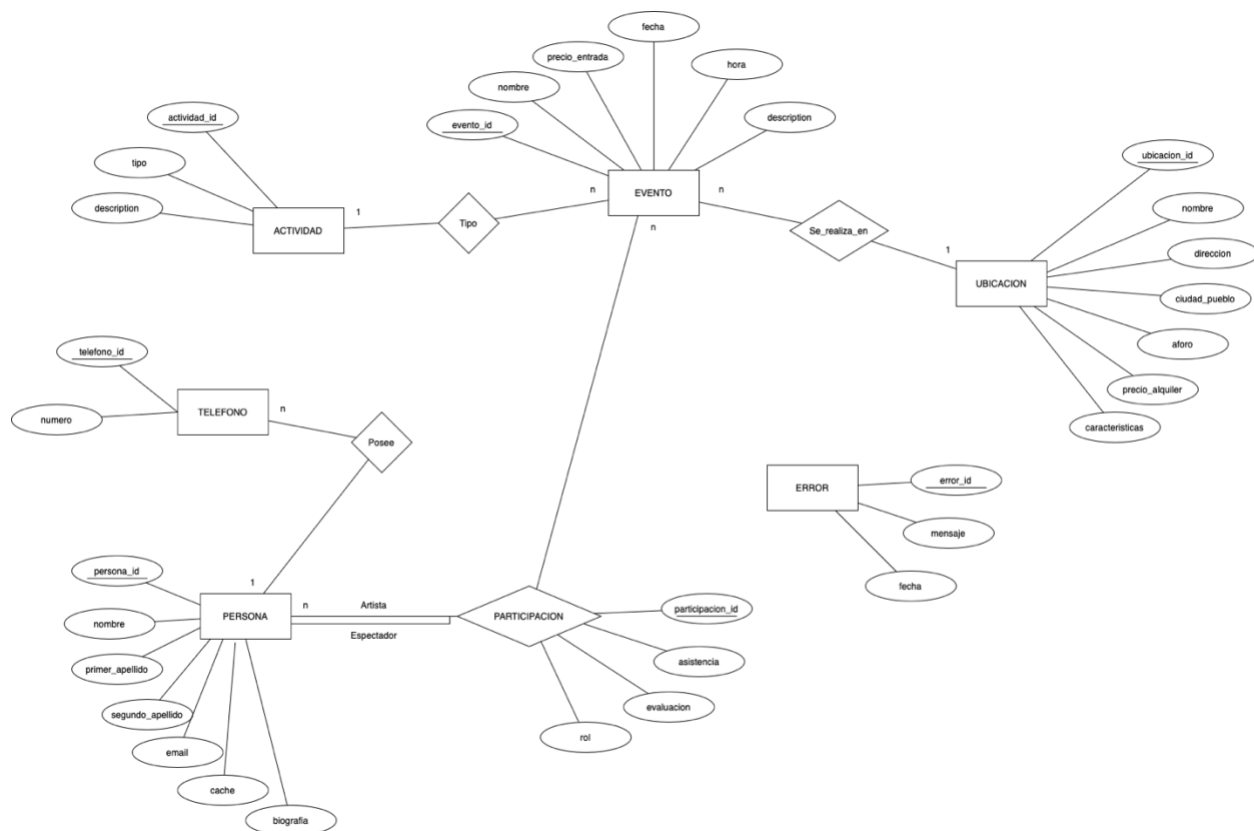 fecha
precio_entrada
hora
nombre
evento_id
description
actividad_id
tipo
description
ubicacion_id
nombre
direccion
ciudad_pueblo
aforo
precio_alquiler
caracteristicas
n
EVENTO
n
n
1
Tipo
ACTIVIDAD
Se_realiza_en
1
UBICACION
telefono_id
numero
TELEFONO
n
Posee
1
ERROR
error_id
mensaje
fecha
persona_id
nombre
primer_apellido
segundo_apellido
email
cache
biografia
PERSONA
n
Artista
Espectador
PARTICIPACION
participacion_id
asistencia
evaluacion
rol